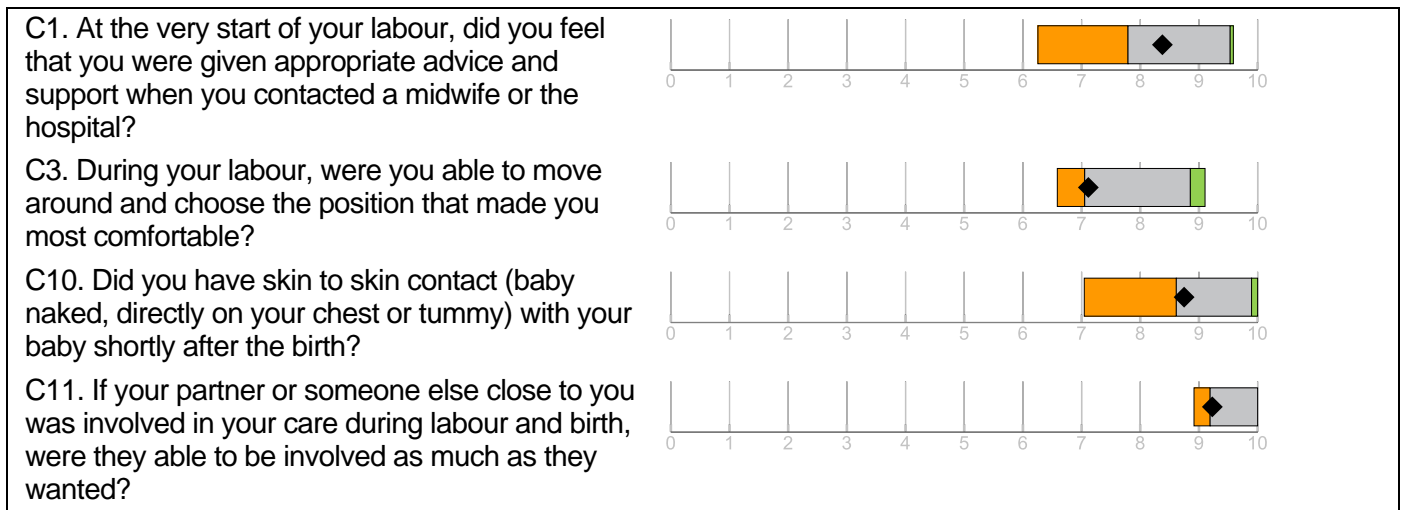 C1. At the very start of your labour, did you feel
that you were given appropriate advice and
support when you contacted a midwife or the
hospital?
0 1 2 3 4 5 6 7 8 9 10
C3. During your labour, were you able to move
around and choose the position that made you
most comfortable?
0 1 2 3 4 5 6 7 8 9 10
C10. Did you have skin to skin contact (baby
naked, directly on your chest or tummy) with your
baby shortly after the birth?
0 1 2 3 4 5 6 7 8 9 10
C11. If your partner or someone else close to you
was involved in your care during labour and birth,
were they able to be involved as much as they
wanted?
0 1 2 3 4 5 6 7 8 9 10